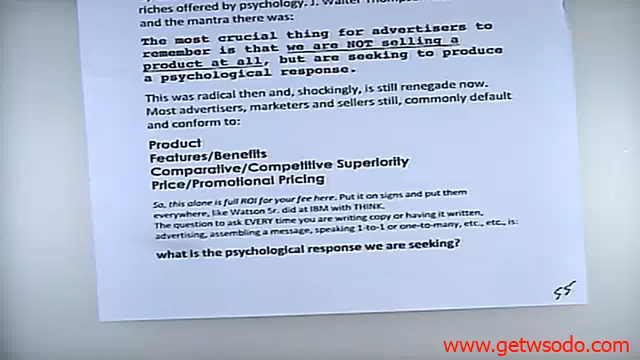 riches offered by psychology. J. Walter Thompson
and the mantra there was:
The most crucial thing for advertisers to
remember is that we are NOT selling a
product at all, but are seeking to produce
a psychological response.
This was radical then and, shockingly, is still renegade now.
Most advertisers, marketers and sellers still, commonly default
and conform to:
Product
Features/Benefits
Comparative/Competitive Superiority
Price/Promotional Pricing
So, this alone is full ROI for your fee here. Put it on signs and put them
everywhere, like Watson Sr. did at IBM with THINK.
The question to ask EVERY time you are writing copy or having it written,
advertising, assembling a message, speaking 1-to-1 or one-to-many, etc., etc., is:
what is the psychological response we are seeking?
55
www.getwsodo.com